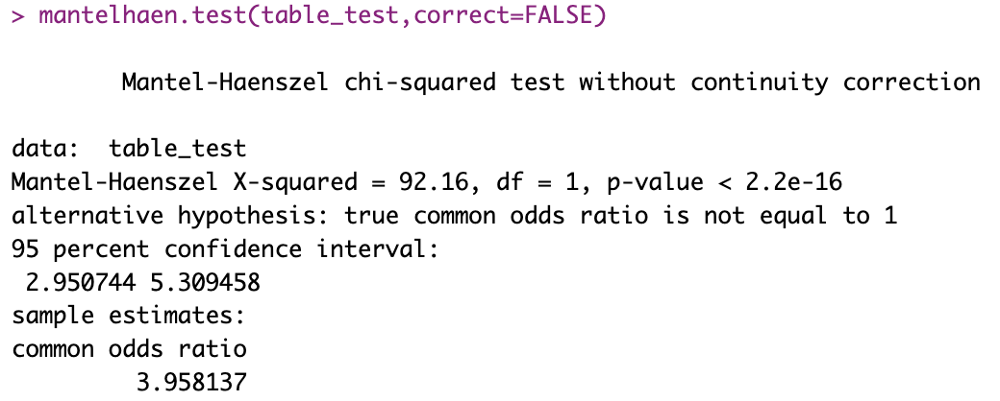 > mantelhaen.test(table_test,correct=FALSE)
Mantel-Haenszel chi-squared test without continuity correction
data:  table_test
Mantel-Haenszel X-squared = 92.16, df = 1, p-value < 2.2e-16
alternative hypothesis: true common odds ratio is not equal to 1
95 percent confidence interval:
2.950744 5.309458
sample estimates:
common odds ratio
3.958137